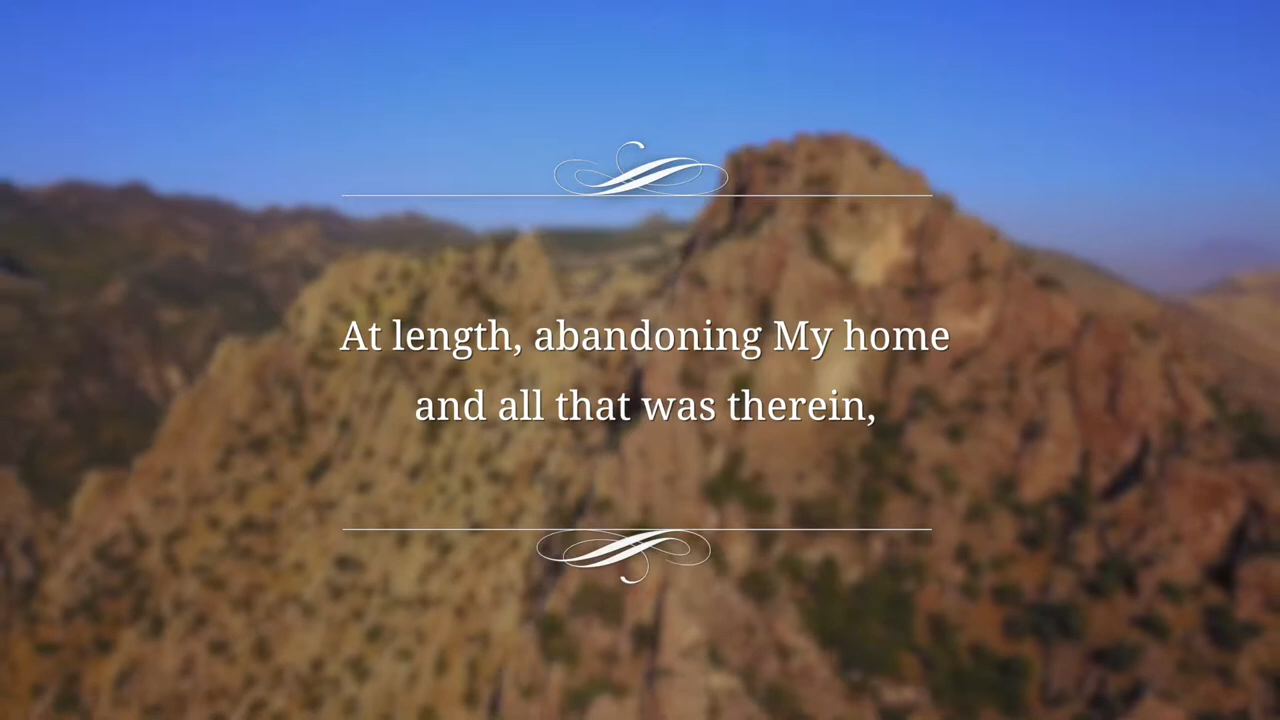 At length, abandoning My home
and all that was therein,